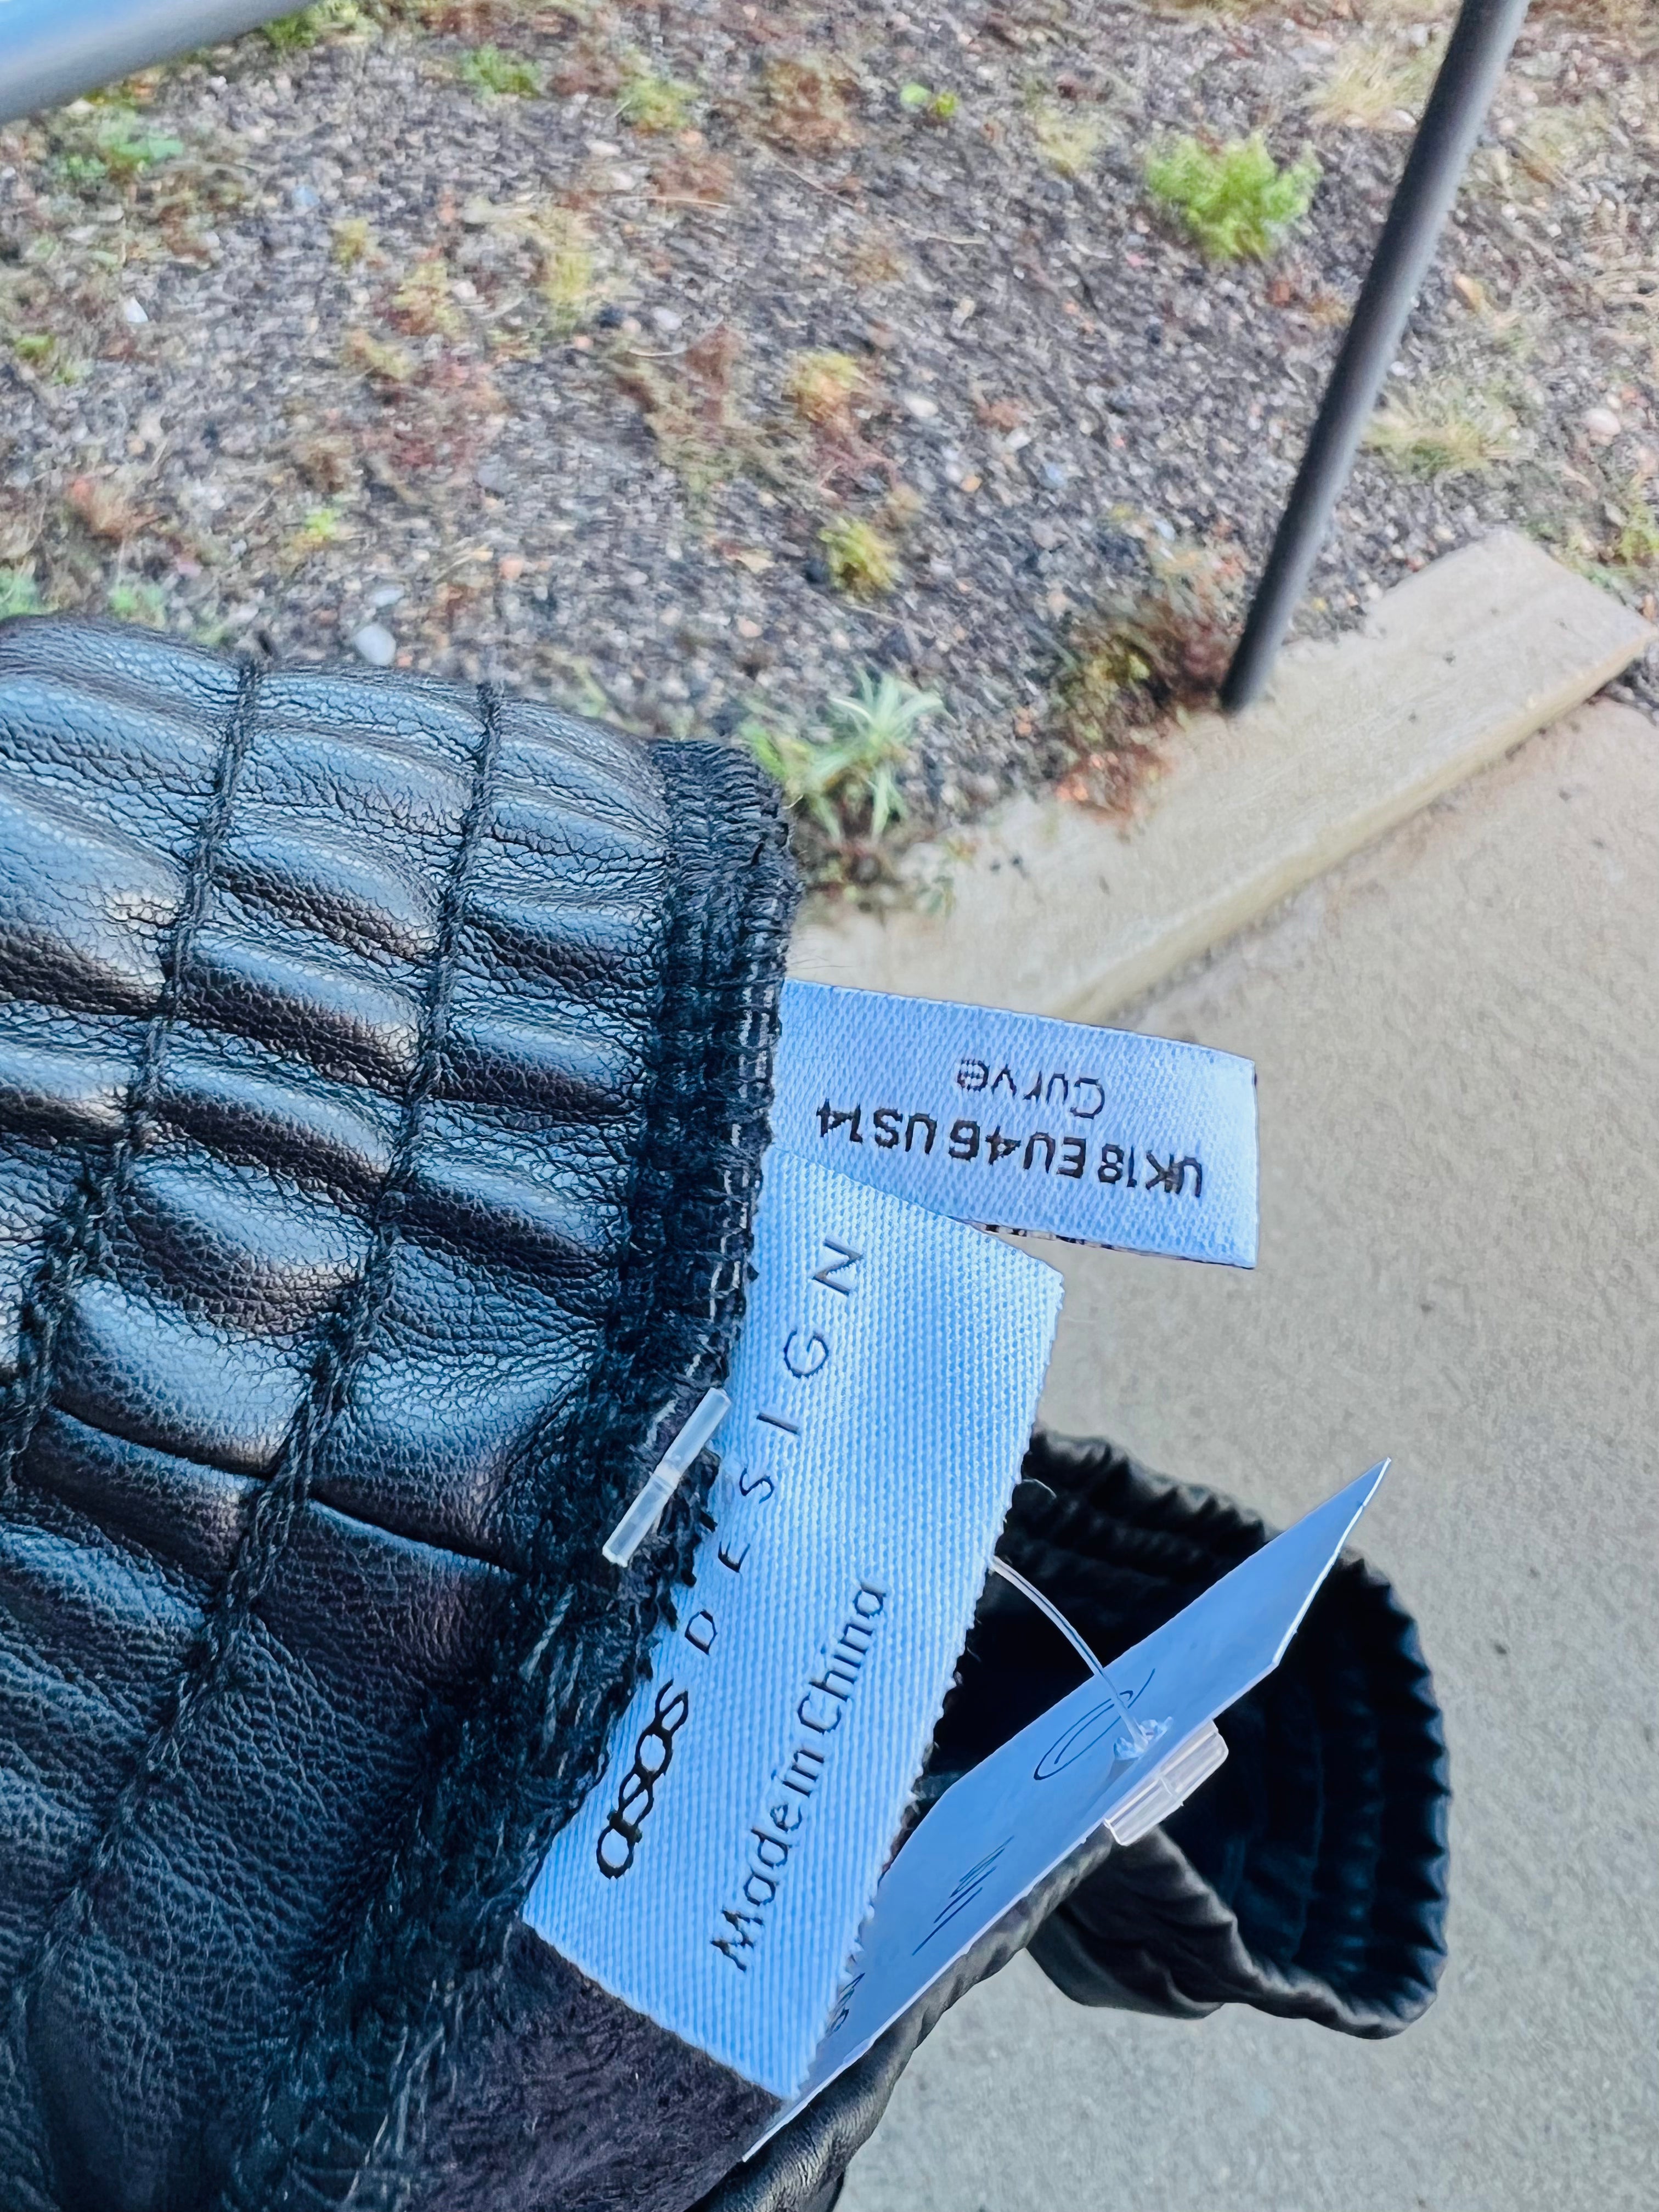 asos DESIGN
Made in China
UK18 EU46 US14
Curve